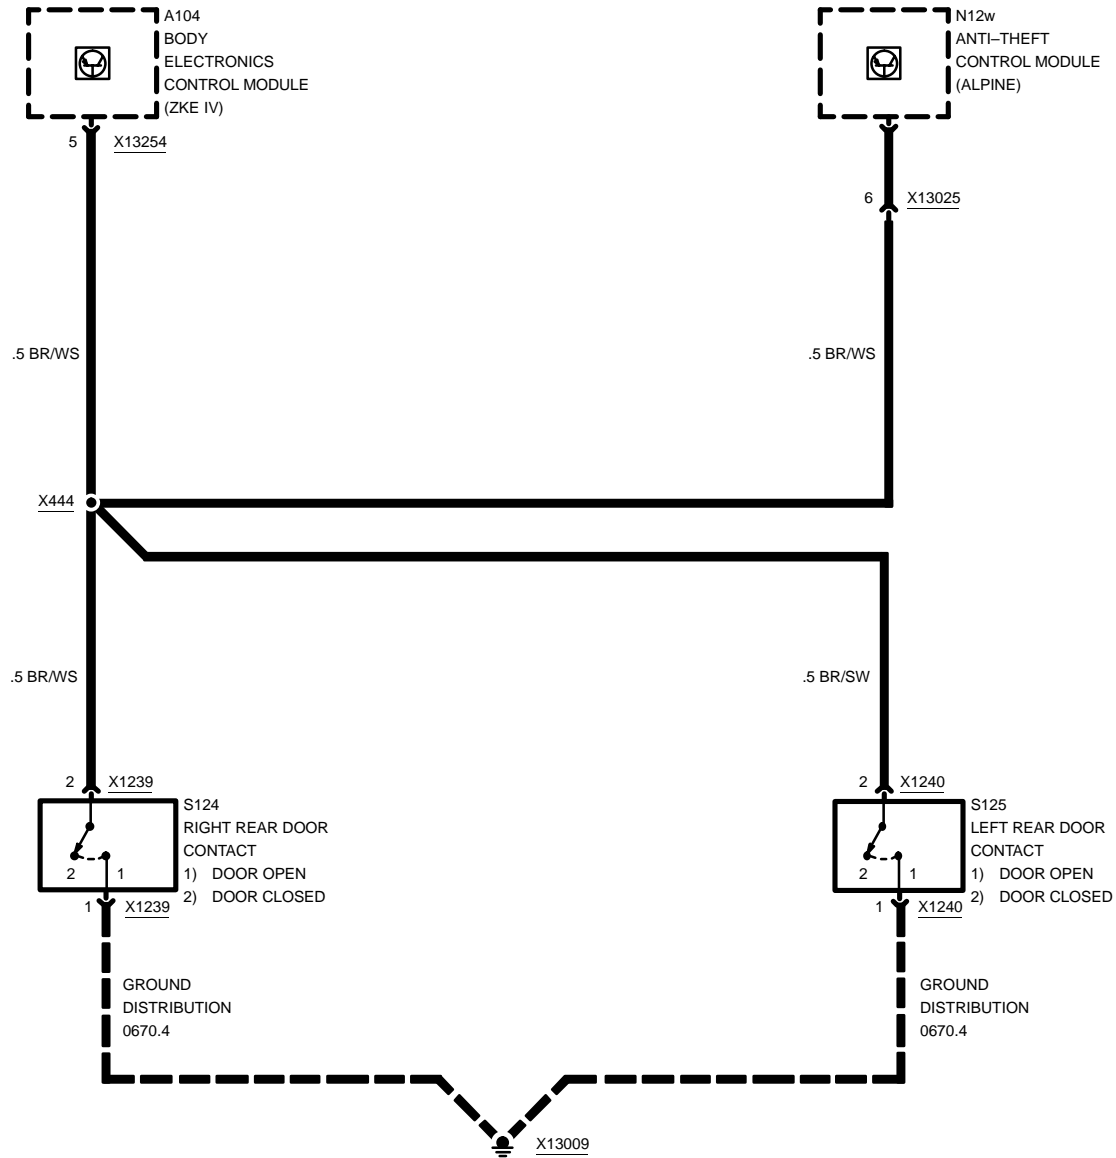 A104
BODY
ELECTRONICS
CONTROL MODULE
(ZKE IV)
5 X13254
N12w
ANTI–THEFT
CONTROL MODULE
(ALPINE)
6 X13025
.5 BR/WS
.5 BR/WS
X444
.5 BR/WS
.5 BR/SW
2 X1239
S124
RIGHT REAR DOOR
CONTACT
1) DOOR OPEN
2) DOOR CLOSED
2 1
1 X1239
2 X1240
S125
LEFT REAR DOOR
CONTACT
1) DOOR OPEN
2) DOOR CLOSED
2 1
1 X1240
GROUND
DISTRIBUTION
0670.4
GROUND
DISTRIBUTION
0670.4
X13009